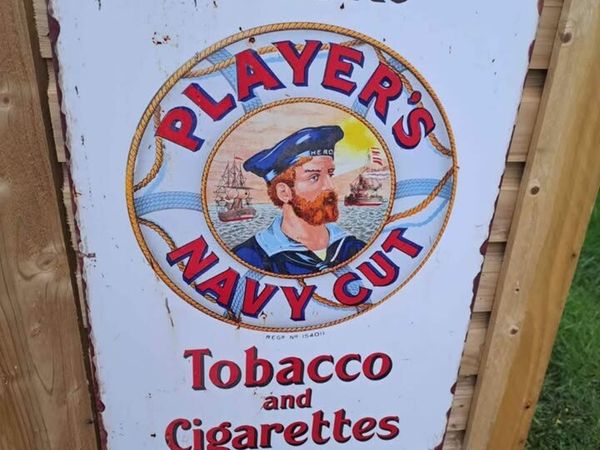 PLAYER'S
HERO
NAVY CUT
REGD No 154011
Tobacco
and
Cigarettes